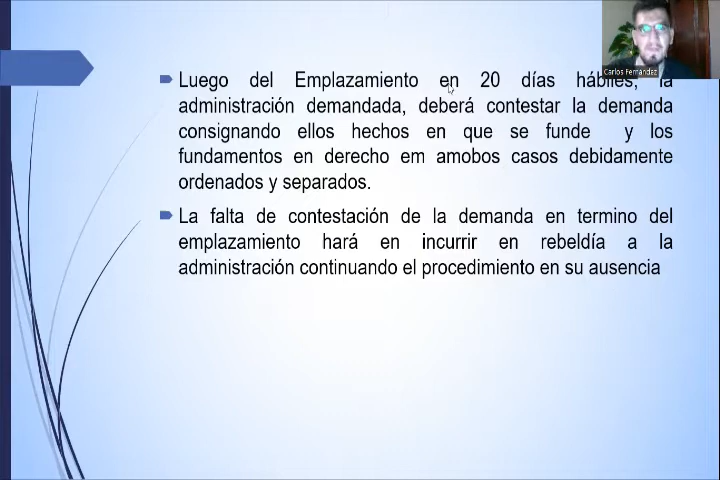 Carlos Fernández
Luego del Emplazamiento en 20 días hábiles, la
administración demandada, deberá contestar la demanda
consignando ellos hechos en que se funde y los
fundamentos en derecho em amobos casos debidamente
ordenados y separados.
La falta de contestación de la demanda en termino del
emplazamiento hará en incurrir en rebeldía a la
administración continuando el procedimiento en su ausencia